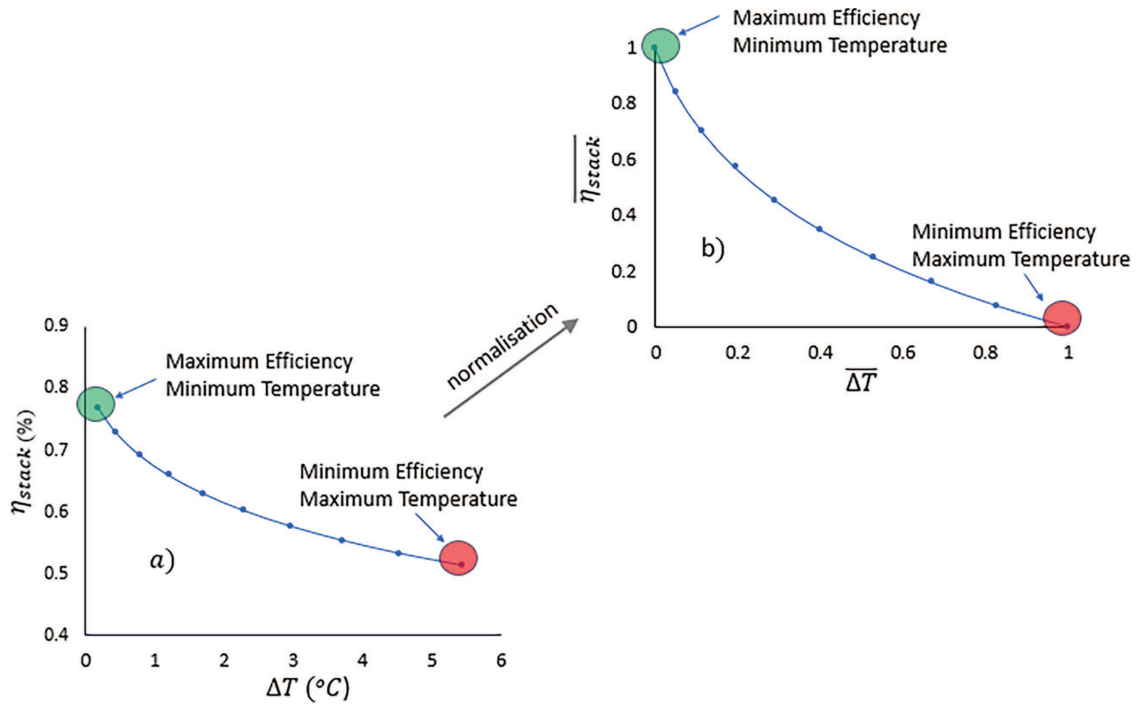 Maximum Efficiency
Minimum Temperature
1
0.8
0.6
0.4
0.2
0
η_stack
b)
Minimum Efficiency
Maximum Temperature
0 0.2 0.4 0.6 0.8 1
ΔT
normalisation
0.9
0.8
0.7
0.6
0.5
0.4
η_stack (%)
Maximum Efficiency
Minimum Temperature
Minimum Efficiency
Maximum Temperature
a)
0 1 2 3 4 5 6
ΔT (°C)